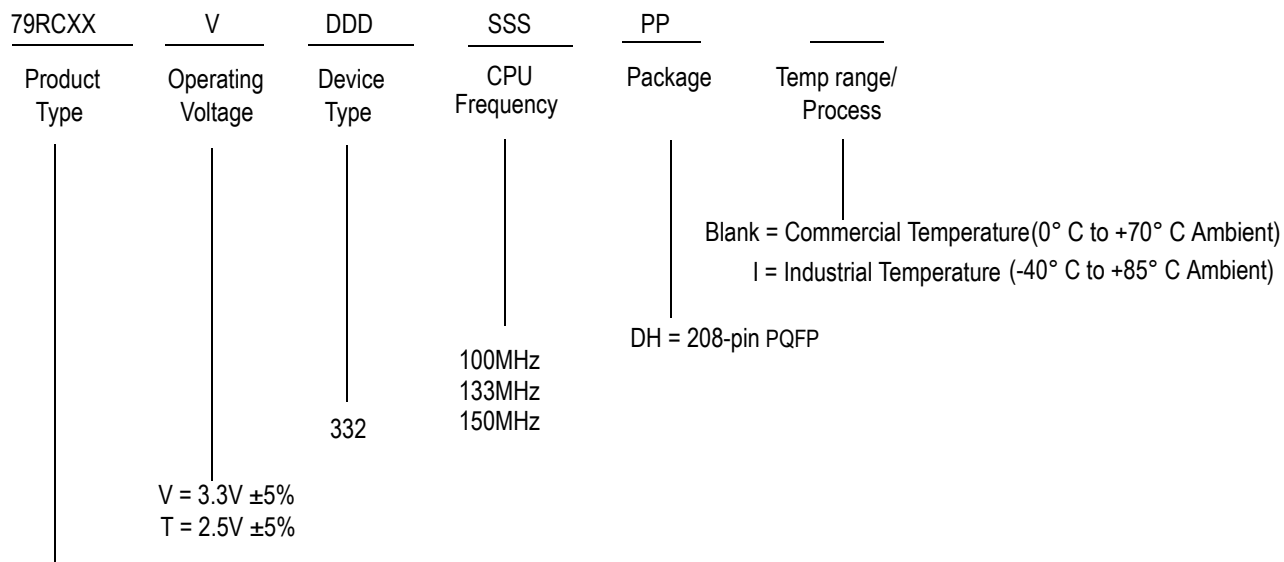 79RCXX V DDD SSS PP
Product Type
Operating Voltage
Device Type
CPU Frequency
Package
Temp range/ Process
Blank = Commercial Temperature (0° C to +70° C Ambient)
I = Industrial Temperature (-40° C to +85° C Ambient)
DH = 208-pin PQFP
100MHz
133MHz
150MHz
332
V = 3.3V ±5%
T = 2.5V ±5%